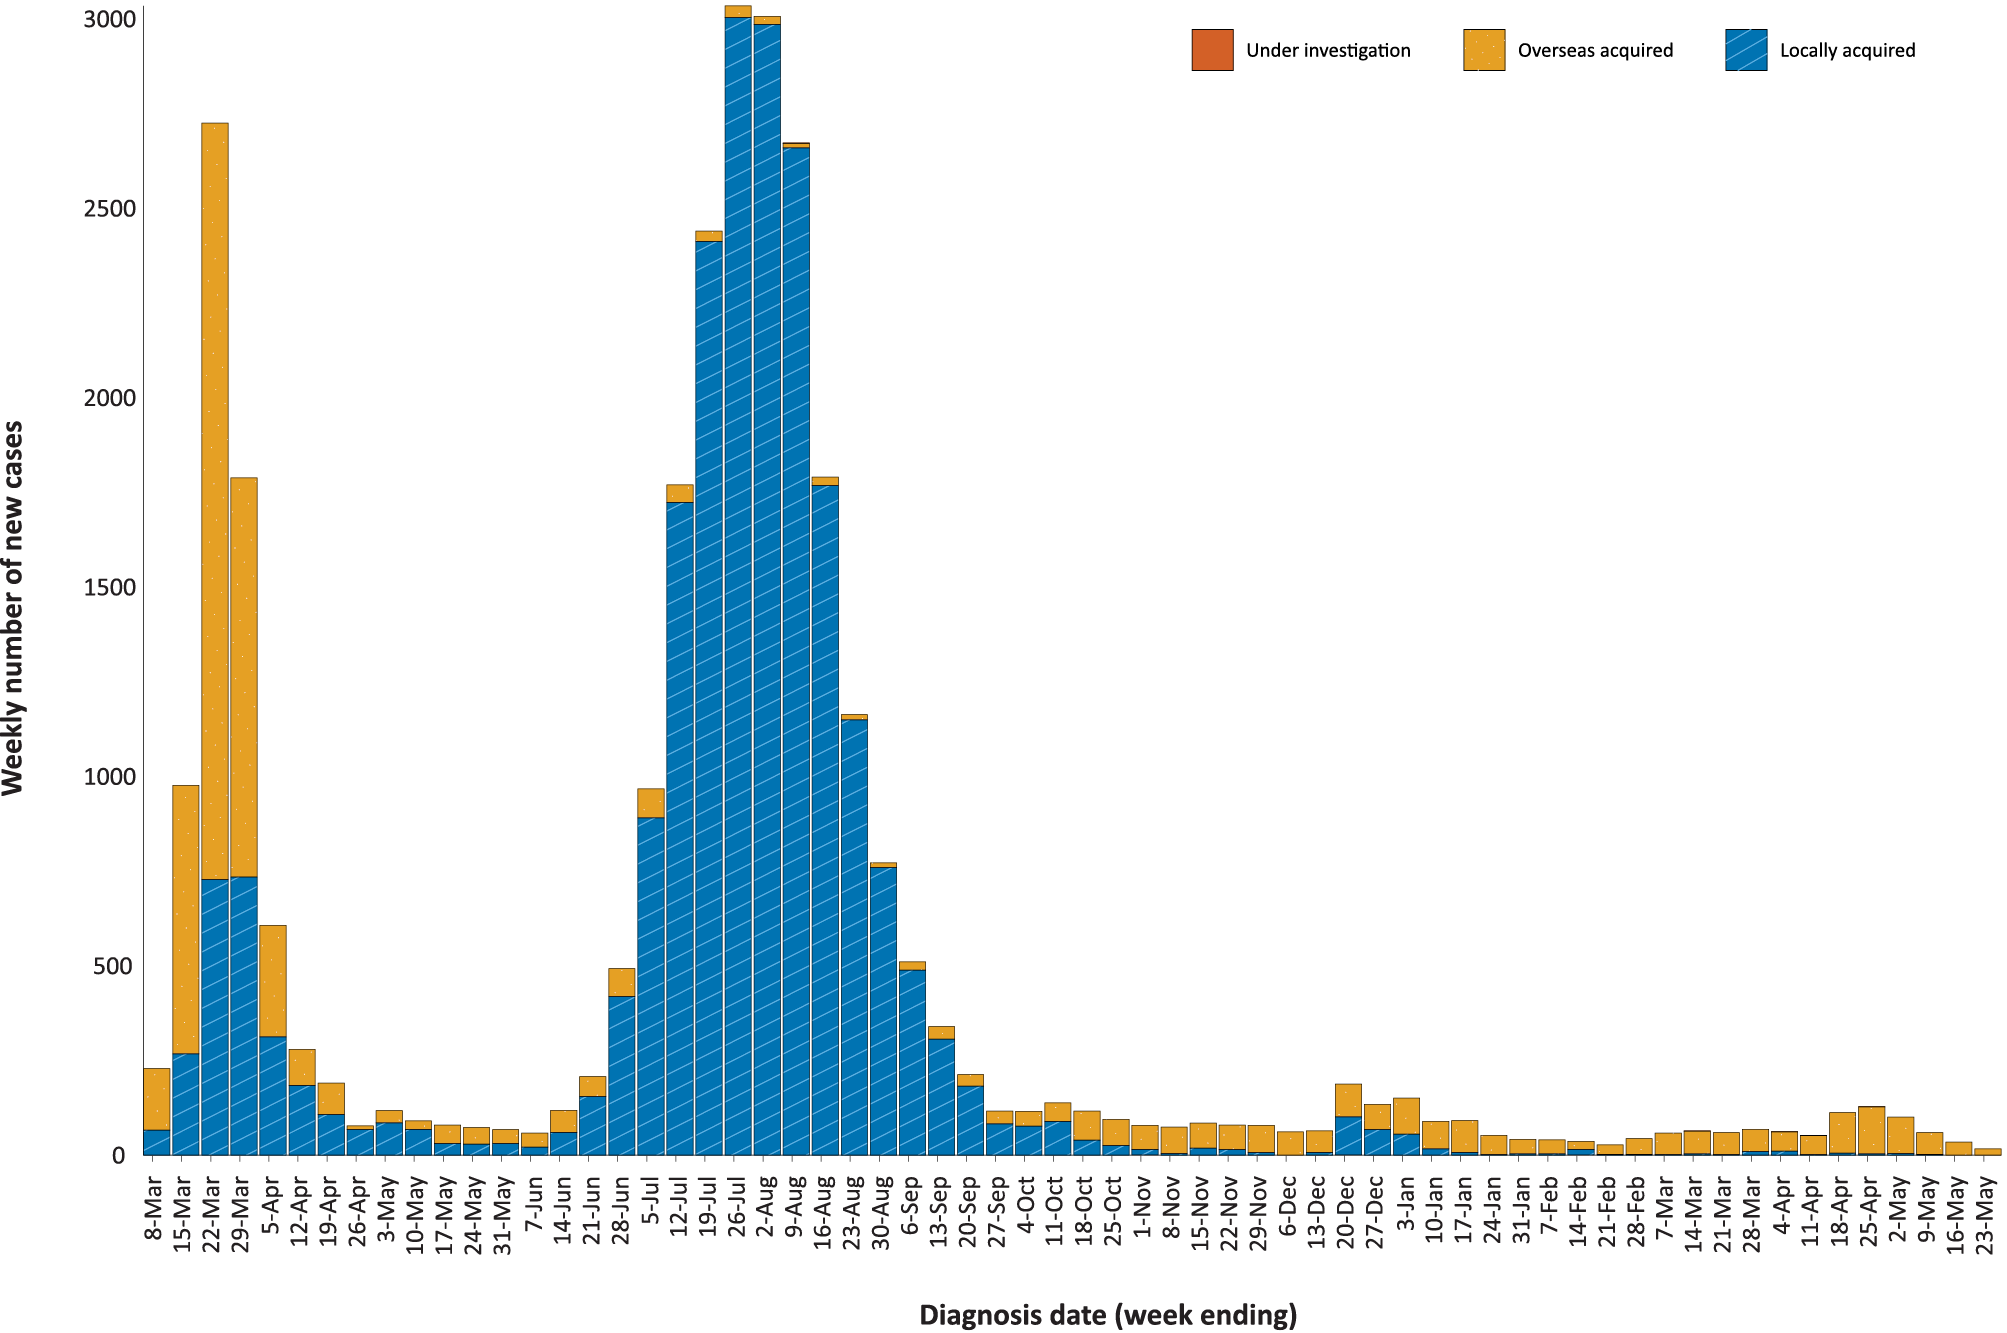 3000
2500
2000
1500
1000
500
0
Weekly number of new cases
Under investigation
Overseas acquired
Locally acquired
8-Mar
15-Mar
22-Mar
29-Mar
5-Apr
12-Apr
19-Apr
26-Apr
3-May
10-May
17-May
24-May
31-May
7-Jun
14-Jun
21-Jun
28-Jun
5-Jul
12-Jul
19-Jul
26-Jul
2-Aug
9-Aug
16-Aug
23-Aug
30-Aug
6-Sep
13-Sep
20-Sep
27-Sep
4-Oct
11-Oct
18-Oct
25-Oct
1-Nov
8-Nov
15-Nov
22-Nov
29-Nov
6-Dec
13-Dec
20-Dec
27-Dec
3-Jan
10-Jan
17-Jan
24-Jan
31-Jan
7-Feb
14-Feb
21-Feb
28-Feb
7-Mar
14-Mar
21-Mar
28-Mar
4-Apr
11-Apr
18-Apr
25-Apr
2-May
9-May
16-May
23-May
Diagnosis date (week ending)